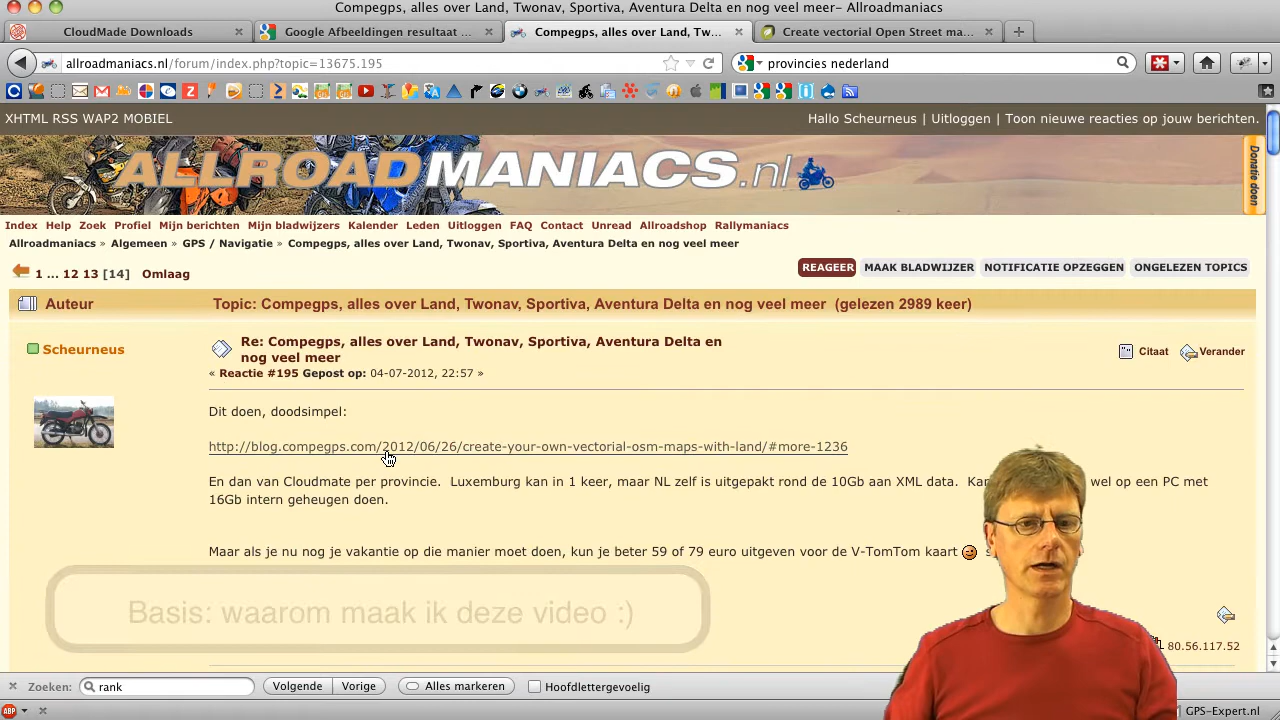 Compegps, alles over Land, Twonav, Sportiva, Aventura Delta en nog veel meer- Allroadmaniacs
CloudMade Downloads
Google Afbeeldingen resultaat ...
Compegps, alles over Land, Tw...
Create vectorial Open Street ma...
allroadmaniacs.nl/forum/index.php?topic=13675.195
provincies nederland
XHTML RSS WAP2 MOBIEL
Hallo Scheurneus | Uitloggen | Toon nieuwe reacties op jouw berichten.
ALLROADMANIACS.nl
Donatie doen
Index Help Zoek Profiel Mijn berichten Mijn bladwijzers Kalender Leden Uitloggen FAQ Contact Unread Allroadshop Rallymaniacs
Allroadmaniacs » Algemeen » GPS / Navigatie » Compegps, alles over Land, Twonav, Sportiva, Aventura Delta en nog veel meer
1 ... 12 13 [14] Omlaag
REAGEER MAAK BLADWIJZER NOTIFICATIE OPZEGGEN ONGELEZEN TOPICS
Auteur
Topic: Compegps, alles over Land, Twonav, Sportiva, Aventura Delta en nog veel meer (gelezen 2989 keer)
Scheurneus
Re: Compegps, alles over Land, Twonav, Sportiva, Aventura Delta en
nog veel meer
« Reactie #195 Gepost op: 04-07-2012, 22:57 »
Citaat
Verander
Dit doen, doodsimpel:
http://blog.compegps.com/2012/06/26/create-your-own-vectorial-osm-maps-with-land/#more-1236
En dan van Cloudmate per provincie. Luxemburg kan in 1 keer, maar NL zelf is uitgepakt rond de 10Gb aan XML data. wel op een PC met
16Gb intern geheugen doen.
Maar als je nu nog je vakantie op die manier moet doen, kun je beter 59 of 79 euro uitgeven voor de V-TomTom kaart
Basis: waarom maak ik deze video :)
80.56.117.52
Zoeken: rank Volgende Vorige Alles markeren Hoofdlettergevoelig
ABP
GPS-Expert.nl